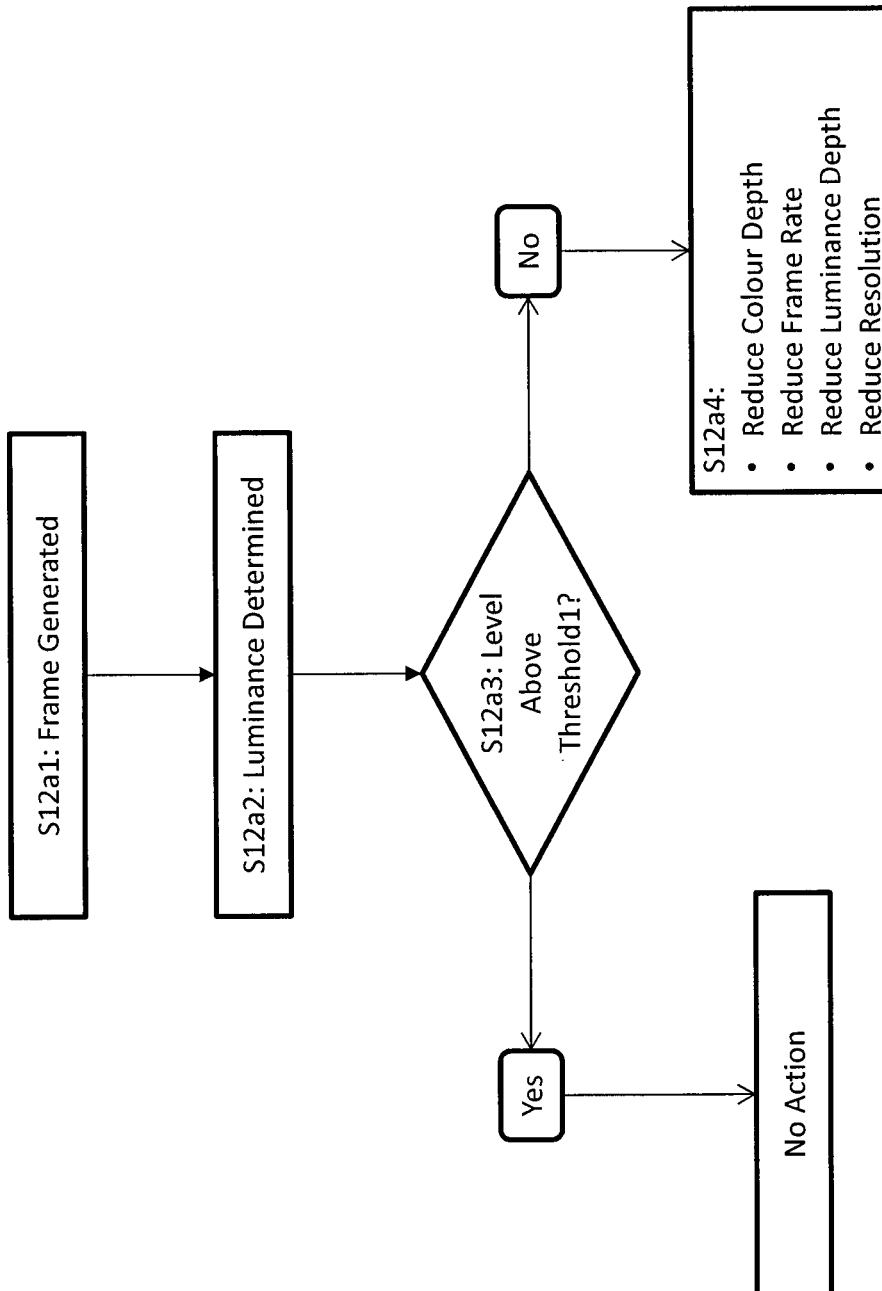 S12a1: Frame Generated
S12a2: Luminance Determined
S12a3: Level
Above
Threshold1?
Yes
No
No Action
S12a4:
• Reduce Colour Depth
• Reduce Frame Rate
• Reduce Luminance Depth
• Reduce Resolution